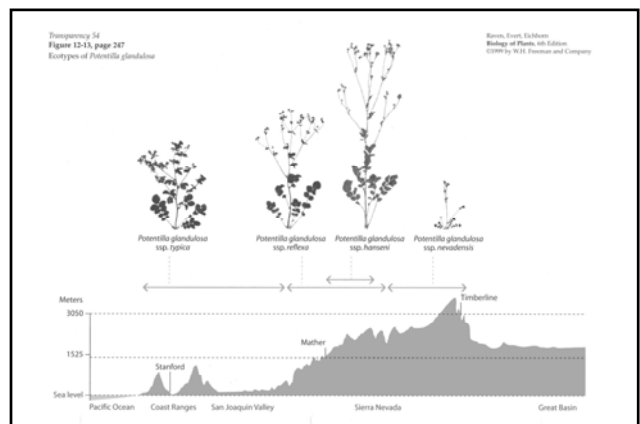 Transparency 54
Figure 12-13, page 247
Ecotypes of Potentilla glandulosa
Raven, Evert, Eichhorn
Biology of Plants, 6th Edition
©1999 by W.H. Freeman and Company
Potentilla glandulosa
ssp. typica
Potentilla glandulosa
ssp. reflexa
Potentilla glandulosa
ssp. hanseni
Potentilla glandulosa
ssp. nevadensis
Meters
3050
Timberline
Mather
1525
Stanford
Sea level
Pacific Ocean
Coast Ranges
San Joaquin Valley
Sierra Nevada
Great Basin